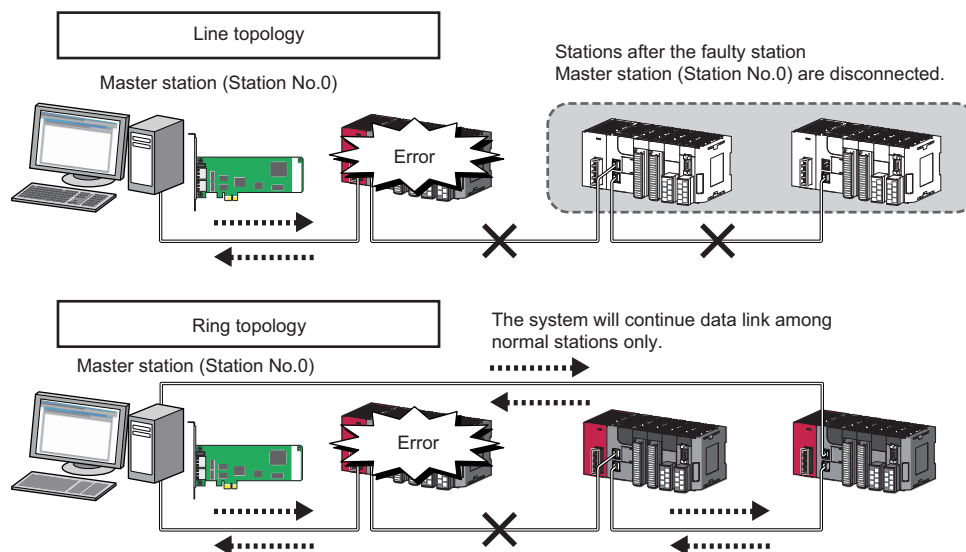 Line topology
Stations after the faulty station
Master station (Station No.0) are disconnected.
Master station (Station No.0)
Error
Ring topology
The system will continue data link among
normal stations only.
Master station (Station No.0)
Error